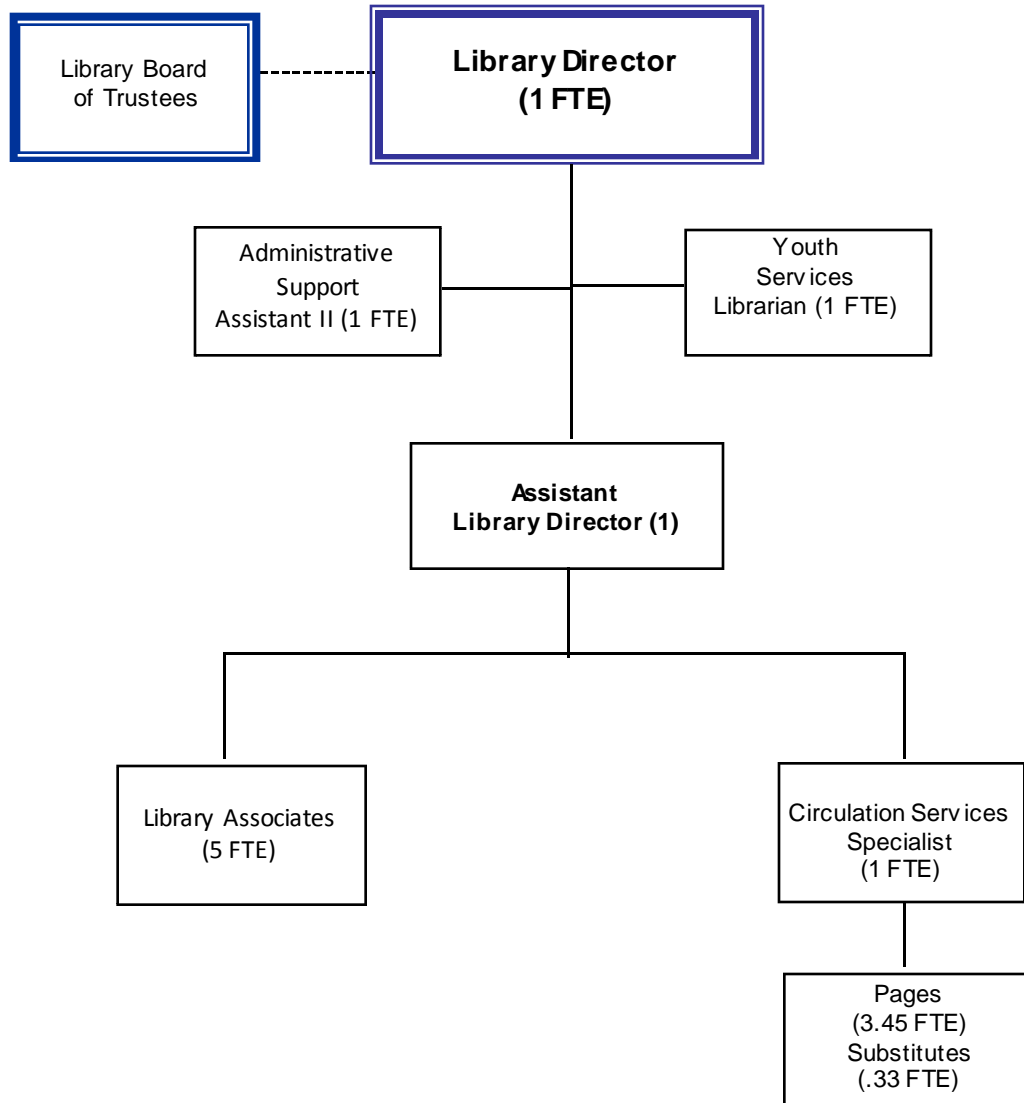 Library Board
of Trustees
Library Director
(1 FTE)
Administrative
Support
Assistant II (1 FTE)
Youth
Services
Librarian (1 FTE)
Assistant
Library Director (1)
Library Associates
(5 FTE)
Circulation Services
Specialist
(1 FTE)
Pages
(3.45 FTE)
Substitutes
(.33 FTE)